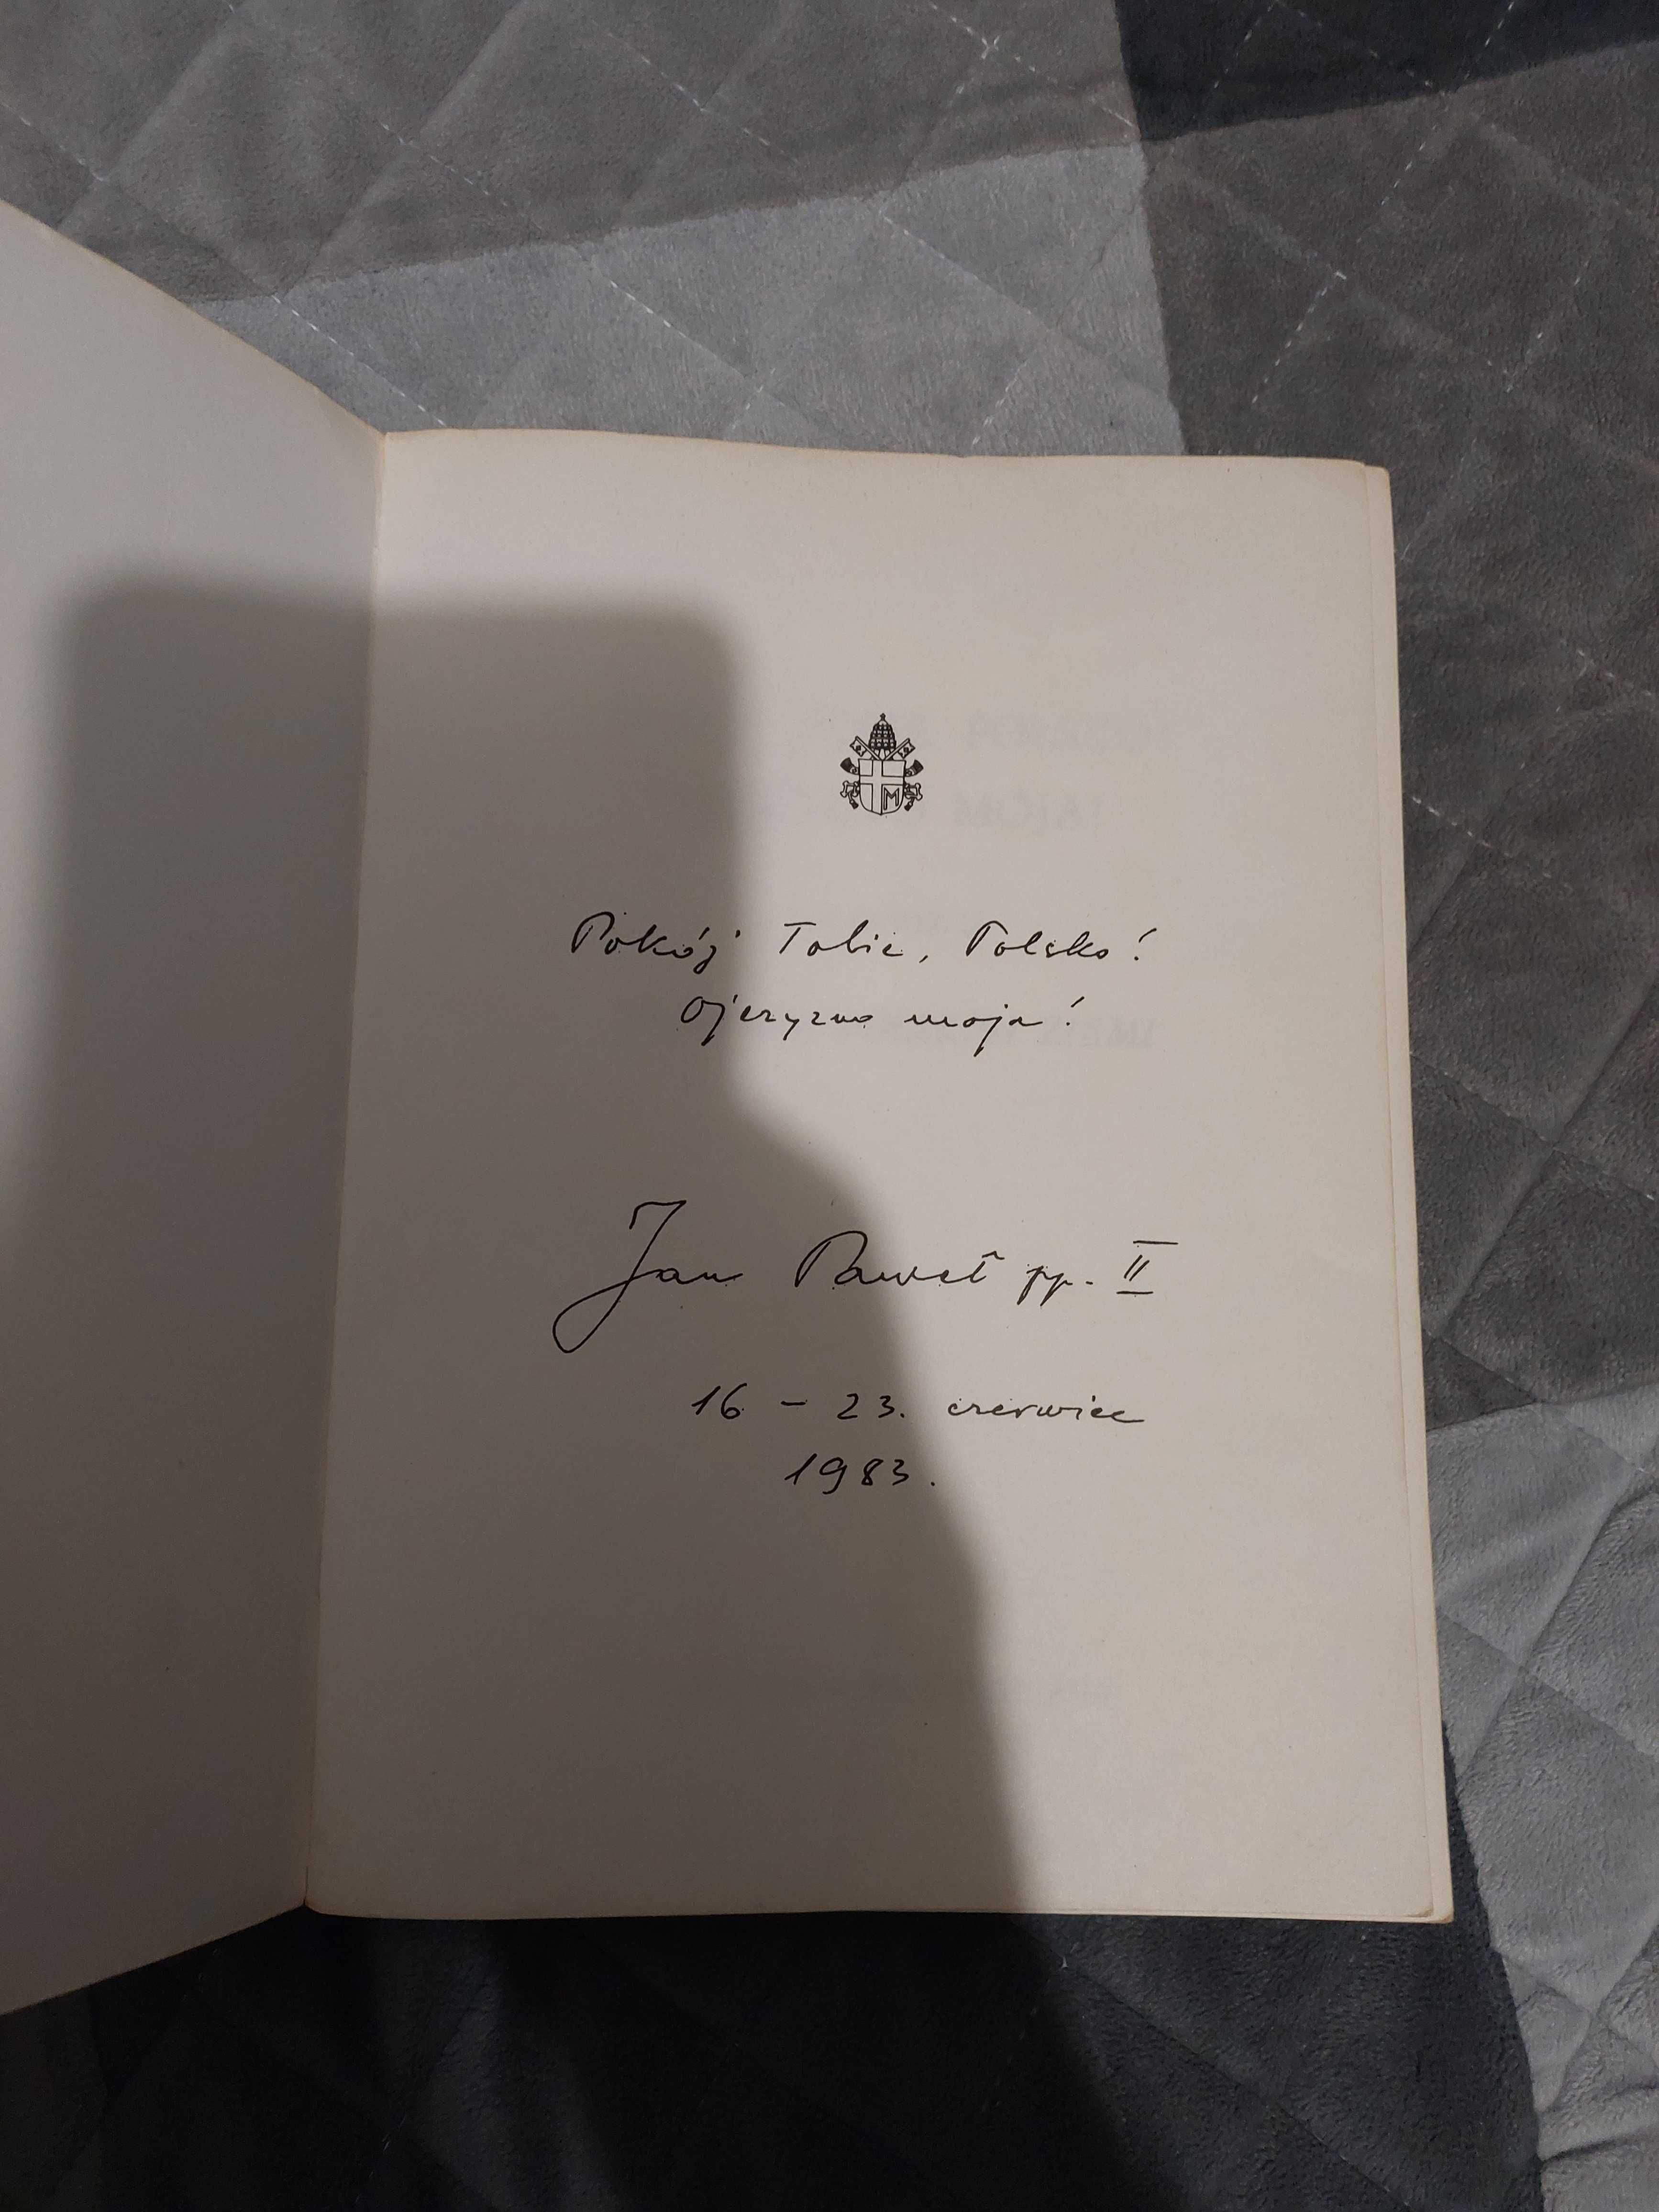 Pokój Tobie, Polsko!
Ojczyzno moja!
Jan Paweł pp. II
16 – 23. czerwiec
1983.